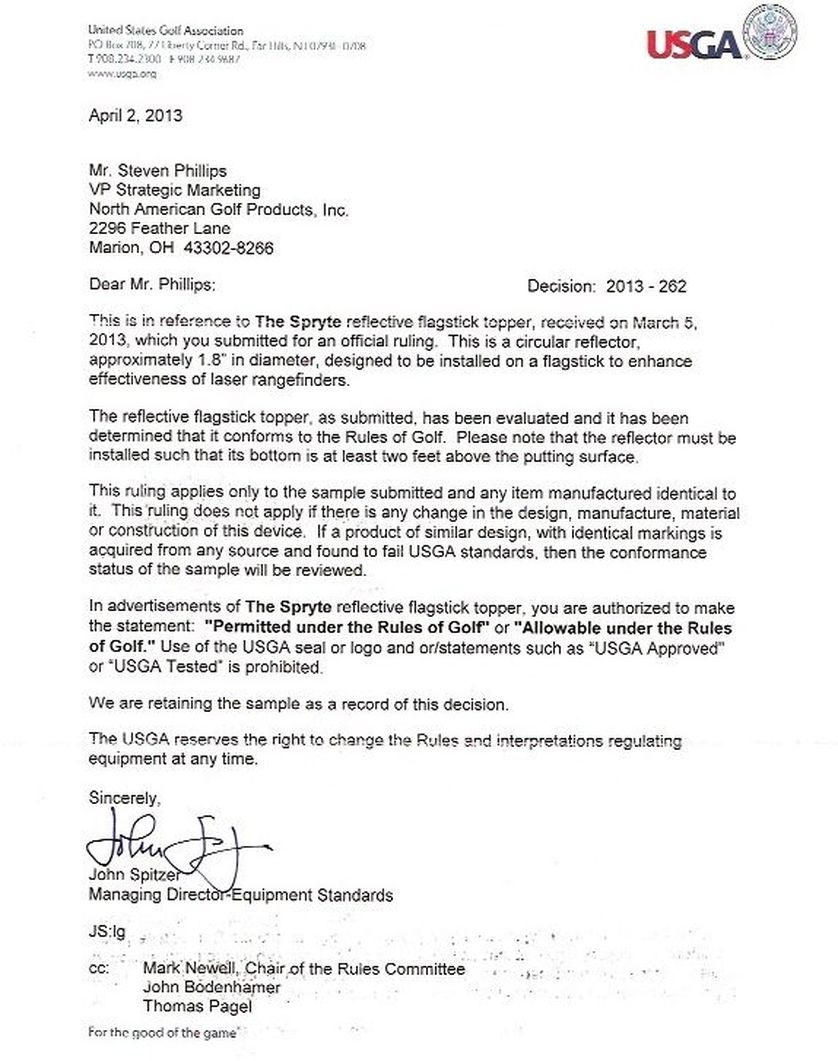 United States Golf Association
PO Box 708, 77 Liberty Corner Rd., Far Hills, NJ 07931-0708
T 908.234.2300 F 908 234 9687
www.usga.org
USGA
April 2, 2013
Mr. Steven Phillips
VP Strategic Marketing
North American Golf Products, Inc.
2296 Feather Lane
Marion, OH 43302-8266
Dear Mr. Phillips: Decision: 2013 - 262
This is in reference to The Spryte reflective flagstick topper, received on March 5,
2013, which you submitted for an official ruling. This is a circular reflector,
approximately 1.8" in diameter, designed to be installed on a flagstick to enhance
effectiveness of laser rangefinders.
The reflective flagstick topper, as submitted, has been evaluated and it has been
determined that it conforms to the Rules of Golf. Please note that the reflector must be
installed such that its bottom is at least two feet above the putting surface.
This ruling applies only to the sample submitted and any item manufactured identical to
it. This ruling does not apply if there is any change in the design, manufacture, material
or construction of this device. If a product of similar design, with identical markings is
acquired from any source and found to fail USGA standards, then the conformance
status of the sample will be reviewed.
In advertisements of The Spryte reflective flagstick topper, you are authorized to make
the statement: "Permitted under the Rules of Golf" or "Allowable under the Rules
of Golf." Use of the USGA seal or logo and or/statements such as “USGA Approved”
or “USGA Tested” is prohibited.
We are retaining the sample as a record of this decision.
The USGA reserves the right to change the Rules and interpretations regulating
equipment at any time.
Sincerely,
John Spitzer
Managing Director-Equipment Standards
JS:lg
cc: Mark Newell, Chair of the Rules Committee
John Bodenhamer
Thomas Pagel
For the good of the game